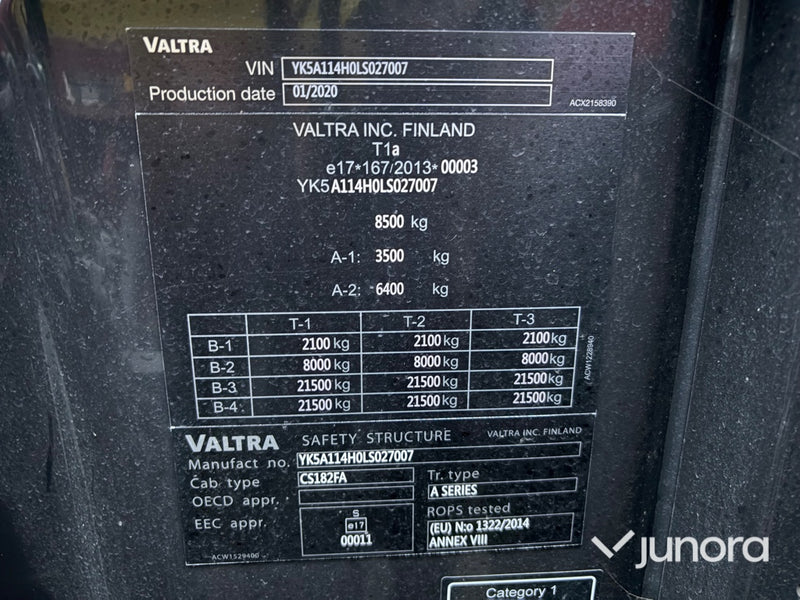 VALTRA
VIN YK5A114H0LS027007
Production date 01/2020
ACX2158390
VALTRA INC. FINLAND
T1a
e17*167/2013*00003
YK5A114H0LS027007
8500 kg
A-1: 3500 kg
A-2: 6400 kg
T-1 T-2 T-3
B-1 2100 kg 2100 kg 2100 kg
B-2 8000 kg 8000 kg 8000 kg
B-3 21500 kg 21500 kg 21500 kg
B-4 21500 kg 21500 kg 21500 kg
ACW1228940
VALTRA SAFETY STRUCTURE VALTRA INC. FINLAND
Manufact no. YK5A114H0LS027007
Cab type CS182FA Tr. type
OECD appr. A SERIES
EEC appr. S e17 00011 ROPS tested
(EU) N:o 1322/2014
ANNEX VIII
ACW1529400
junora
Category 1